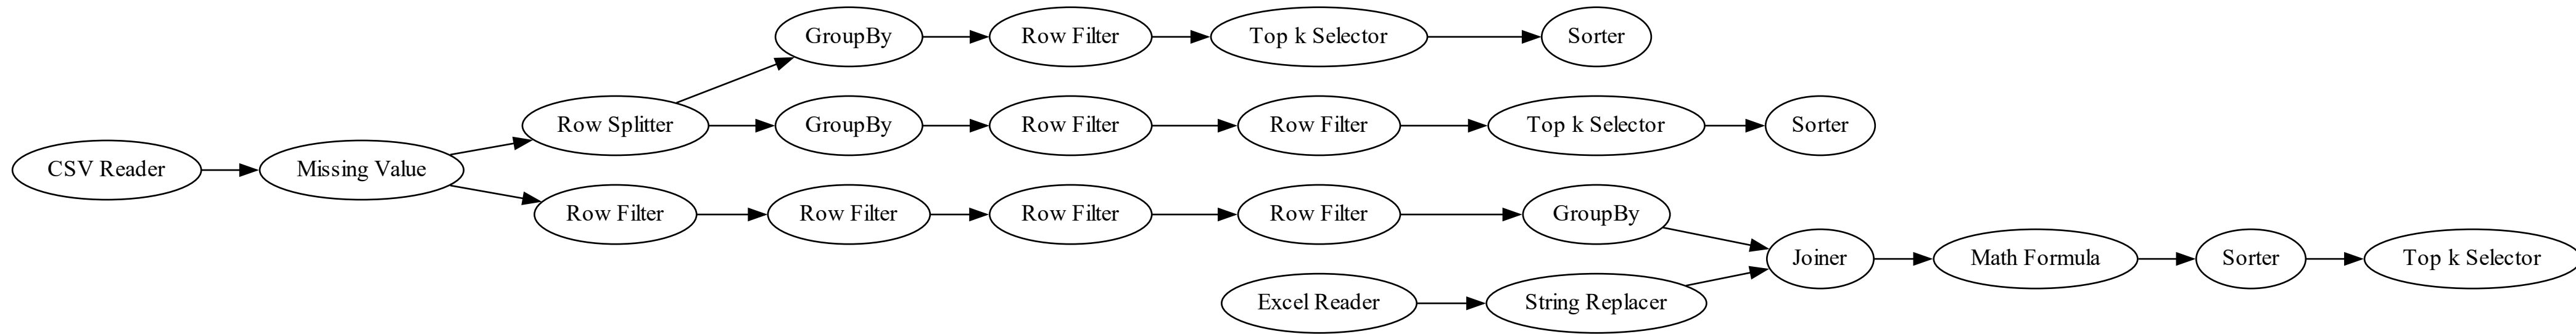 GroupBy
Row Filter
Top k Selector
Sorter
Row Splitter
GroupBy
Row Filter
Row Filter
Top k Selector
Sorter
CSV Reader
Missing Value
Row Filter
Row Filter
Row Filter
Row Filter
GroupBy
Joiner
Math Formula
Sorter
Top k Selector
Excel Reader
String Replacer